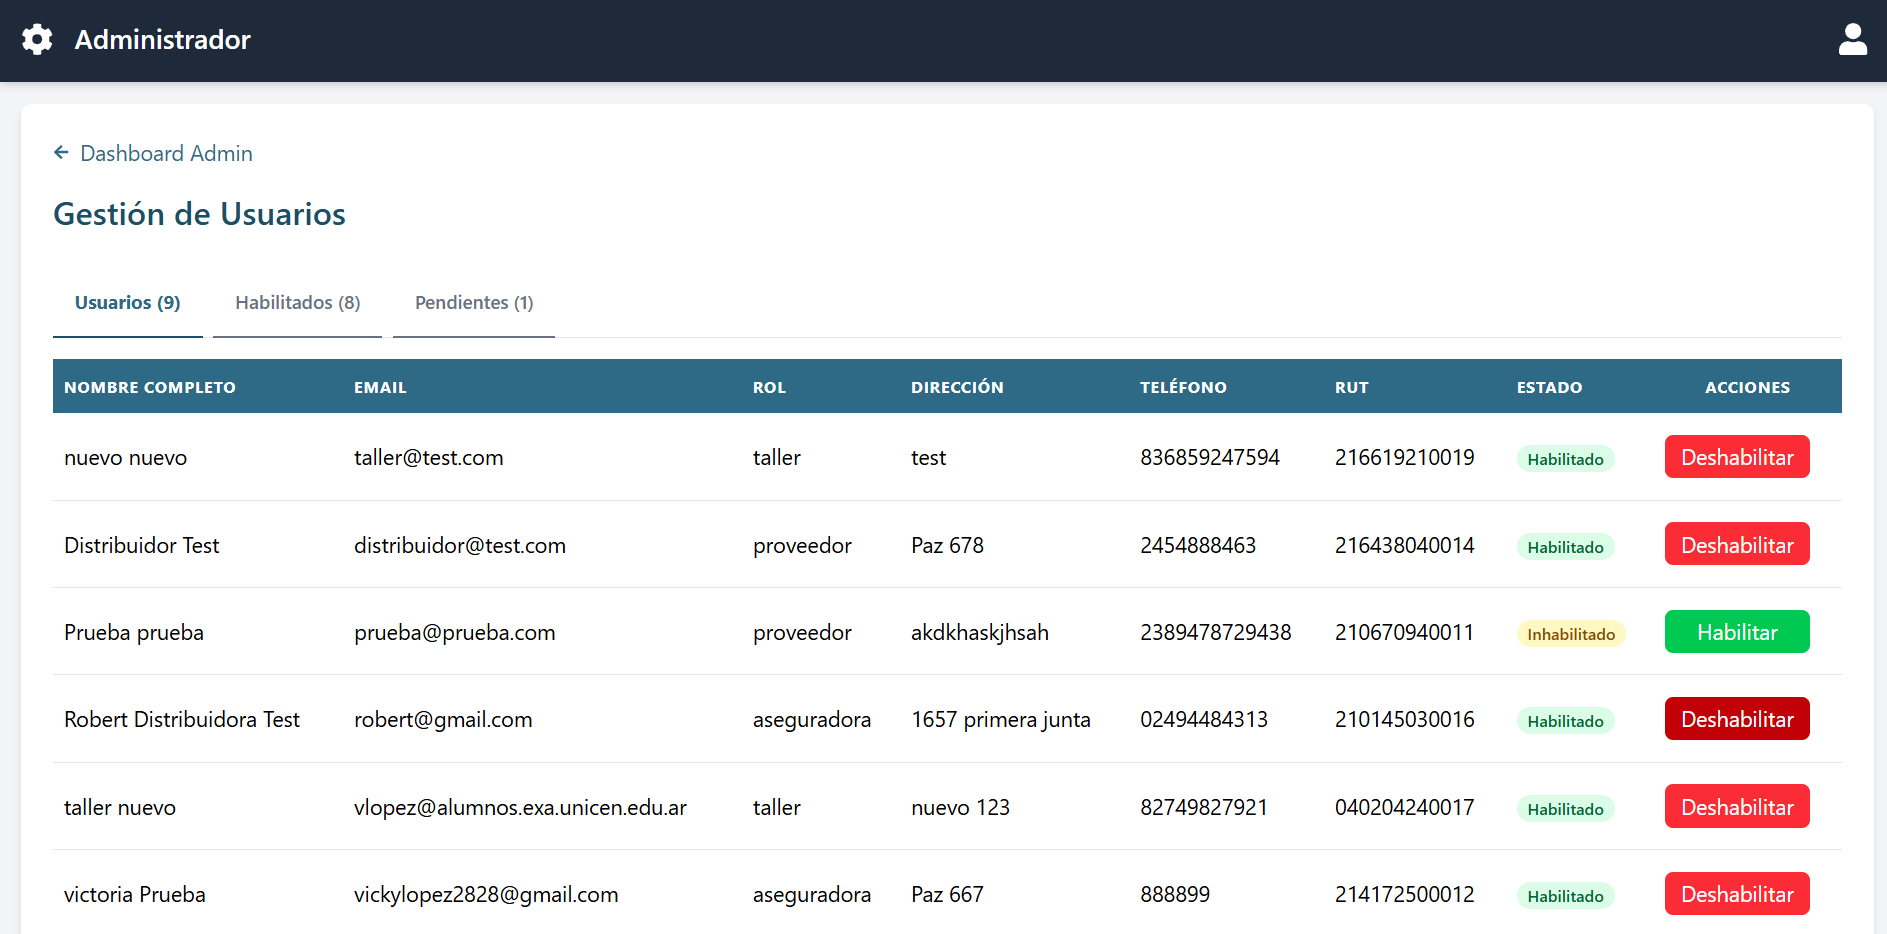 Administrador
Dashboard Admin
Gestión de Usuarios
Usuarios (9) Habilitados (8) Pendientes (1)
NOMBRE COMPLETO EMAIL ROL DIRECCIÓN TELÉFONO RUT ESTADO ACCIONES
nuevo nuevo taller@test.com taller test 836859247594 216619210019 Habilitado Deshabilitar
Distribuidor Test distribuidor@test.com proveedor Paz 678 2454888463 216438040014 Habilitado Deshabilitar
Prueba prueba prueba@prueba.com proveedor akdkhaskjhsah 2389478729438 210670940011 Inhabilitado Habilitar
Robert Distribuidora Test robert@gmail.com aseguradora 1657 primera junta 02494484313 210145030016 Habilitado Deshabilitar
taller nuevo vlopez@alumnos.exa.unicen.edu.ar taller nuevo 123 82749827921 040204240017 Habilitado Deshabilitar
victoria Prueba vickylopez2828@gmail.com aseguradora Paz 667 888899 214172500012 Habilitado Deshabilitar